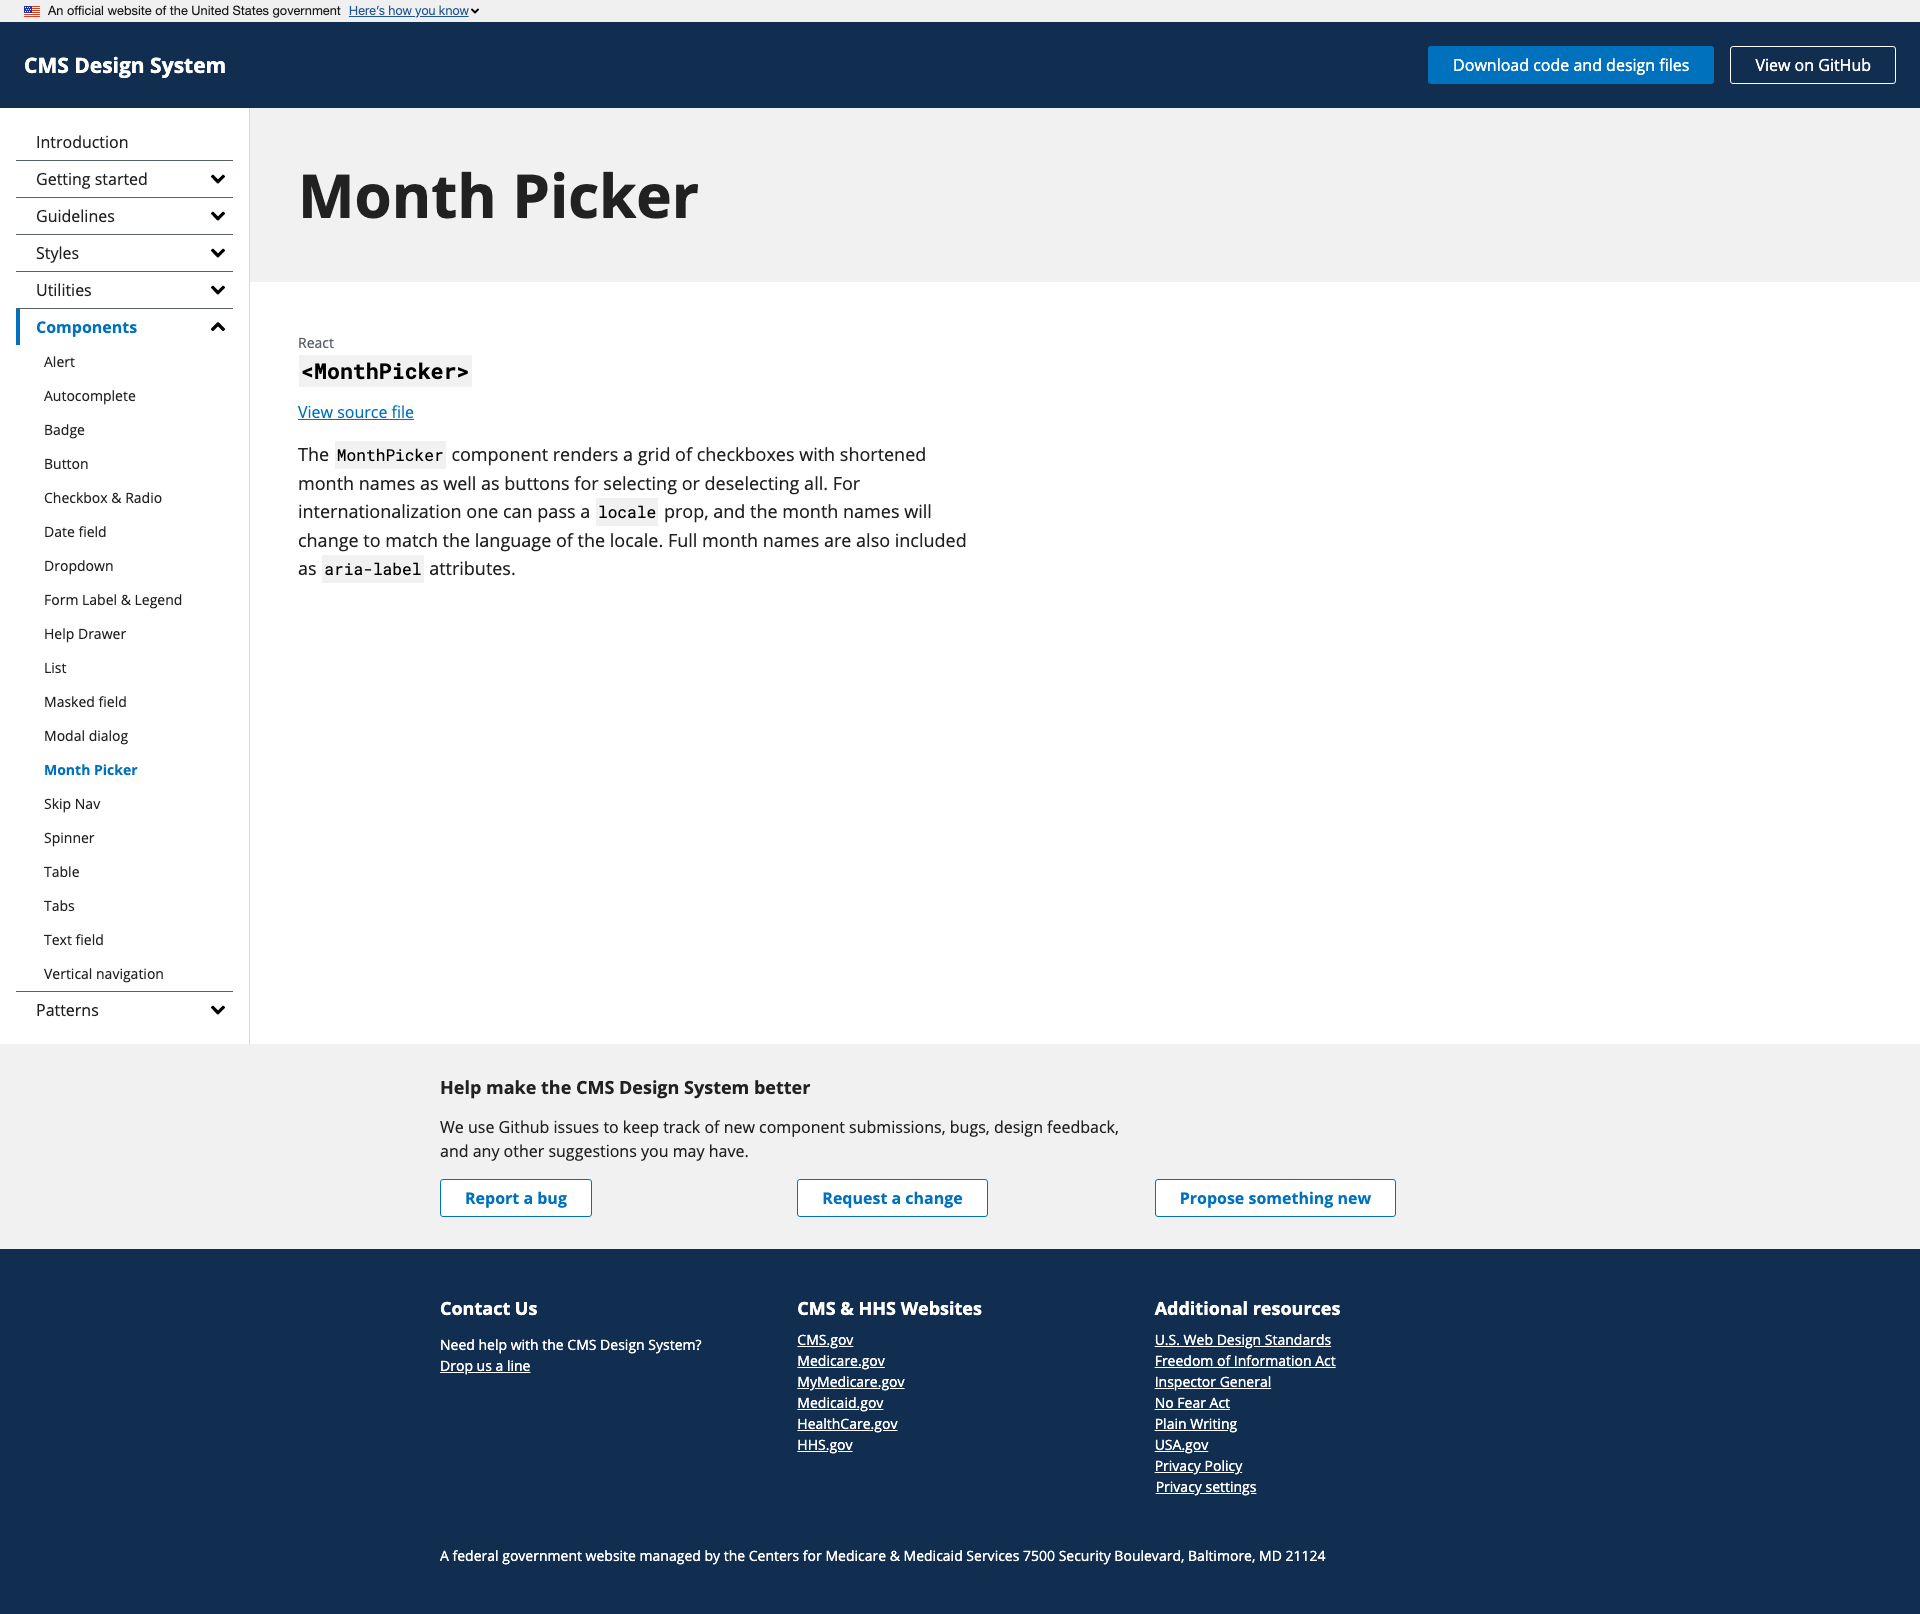 An official website of the United States government Here's how you know
CMS Design System
Download code and design files
View on GitHub
Introduction
Getting started
Guidelines
Styles
Utilities
Components
Alert
Autocomplete
Badge
Button
Checkbox & Radio
Date field
Dropdown
Form Label & Legend
Help Drawer
List
Masked field
Modal dialog
Month Picker
Skip Nav
Spinner
Table
Tabs
Text field
Vertical navigation
Patterns
Month Picker
React
<MonthPicker>
View source file
The MonthPicker component renders a grid of checkboxes with shortened
month names as well as buttons for selecting or deselecting all. For
internationalization one can pass a locale prop, and the month names will
change to match the language of the locale. Full month names are also included
as aria-label attributes.
Help make the CMS Design System better
We use Github issues to keep track of new component submissions, bugs, design feedback,
and any other suggestions you may have.
Report a bug
Request a change
Propose something new
Contact Us
Need help with the CMS Design System?
Drop us a line
CMS & HHS Websites
CMS.gov
Medicare.gov
MyMedicare.gov
Medicaid.gov
HealthCare.gov
HHS.gov
Additional resources
U.S. Web Design Standards
Freedom of Information Act
Inspector General
No Fear Act
Plain Writing
USA.gov
Privacy Policy
Privacy settings
A federal government website managed by the Centers for Medicare & Medicaid Services 7500 Security Boulevard, Baltimore, MD 21124